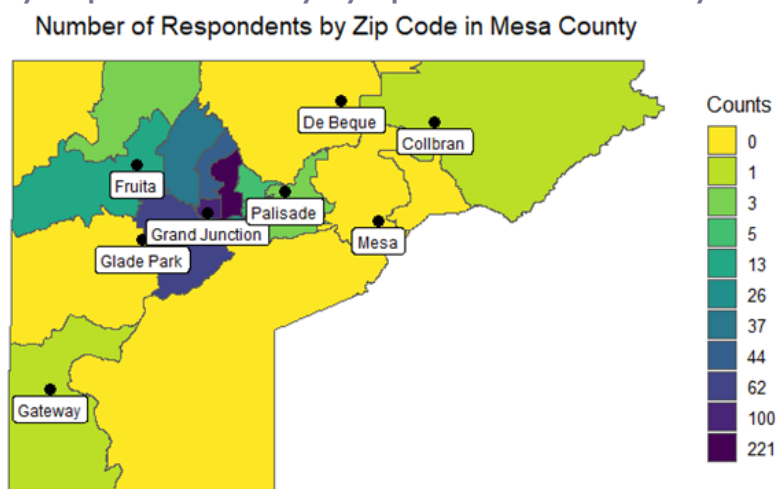 Number of Respondents by Zip Code in Mesa County
De Beque
Collbran
Fruita
Palisade
Grand Junction
Mesa
Glade Park
Gateway
Counts
0
1
3
5
13
26
37
44
62
100
221